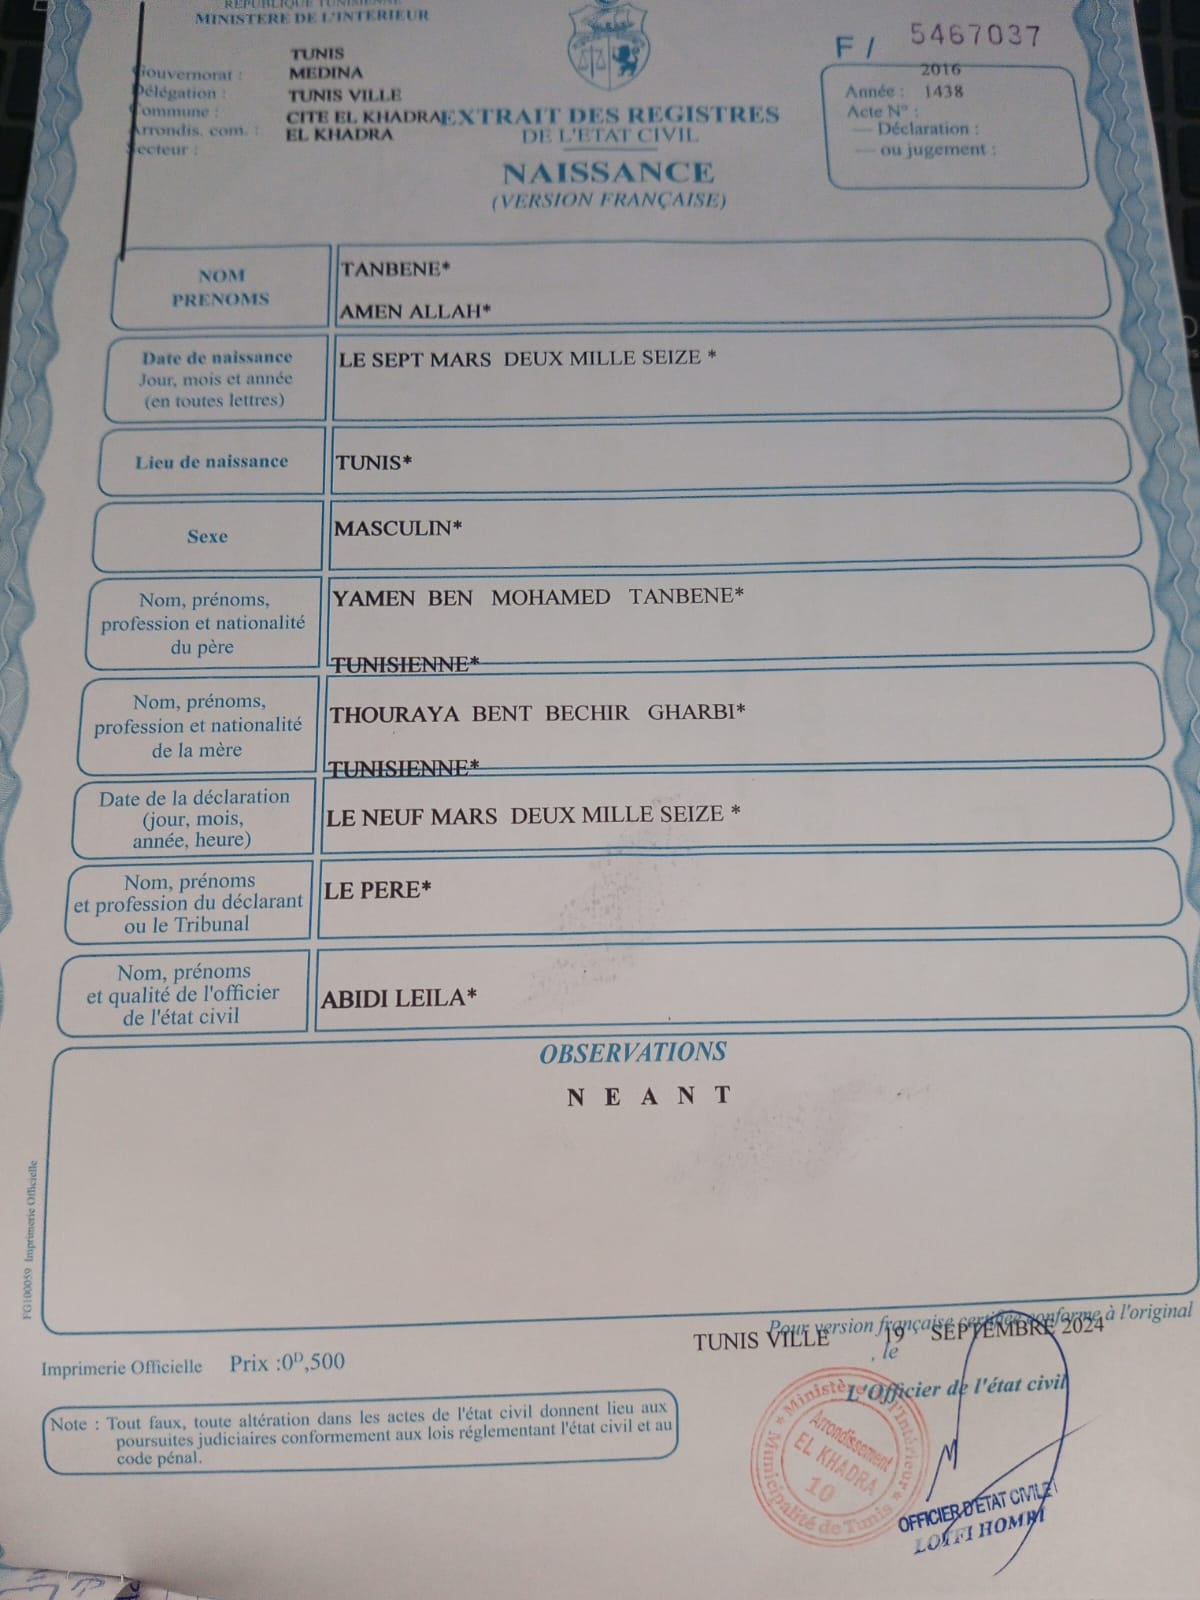 REPUBLIQUE TUNISIENNE
MINISTERE DE L'INTERIEUR
F / 5467037
Gouvernorat : TUNIS
Délégation : MEDINA
Commune : TUNIS VILLE
Arrondis. com. : CITE EL KHADRA
Secteur : EL KHADRA
2016
Année : 1438
Acte N° :
— Déclaration :
— ou jugement :
EXTRAIT DES REGISTRES
DE L'ETAT CIVIL
NAISSANCE
(VERSION FRANÇAISE)
NOM
PRENOMS
TANBENE*
AMEN ALLAH*
Date de naissance
Jour, mois et année
(en toutes lettres)
LE SEPT MARS DEUX MILLE SEIZE *
Lieu de naissance
TUNIS*
Sexe
MASCULIN*
Nom, prénoms,
profession et nationalité
du père
YAMEN BEN MOHAMED TANBENE*
TUNISIENNE*
Nom, prénoms,
profession et nationalité
de la mère
THOURAYA BENT BECHIR GHARBI*
TUNISIENNE*
Date de la déclaration
(jour, mois,
année, heure)
LE NEUF MARS DEUX MILLE SEIZE *
Nom, prénoms
et profession du déclarant
ou le Tribunal
LE PERE*
Nom, prénoms
et qualité de l'officier
de l'état civil
ABIDI LEILA*
OBSERVATIONS
N E A N T
FG100059 Imprimerie Officielle
Pour version française certifiée conforme à l'original
TUNIS VILLE , le 19 SEPTEMBRE 2024
L'Officier de l'état civil
Imprimerie Officielle Prix :0ᴰ,500
Note : Tout faux, toute altération dans les actes de l'état civil donnent lieu aux
poursuites judiciaires conformement aux lois réglementant l'état civil et au
code pénal.
Ministère de l'Intérieur
Municipalité de Tunis
Arrondissement
EL KHADRA
10
OFFICIER D'ETAT CIVILE
LOTFI HOMRI